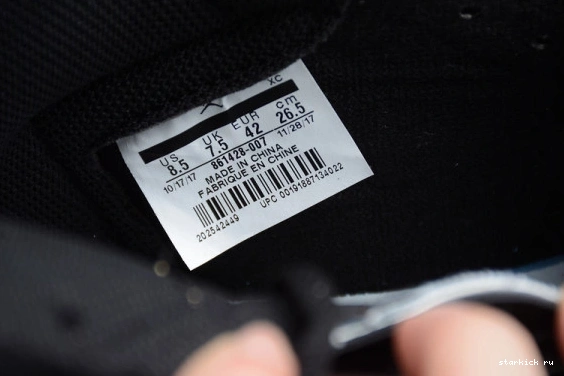 XC
US UK EUR cm
8.5 7.5 42 26.5
861428-007
10/17/17 11/28/17
MADE IN CHINA
FABRIQUE EN CHINE
202542449 UPC 00191887134022
starkick ru